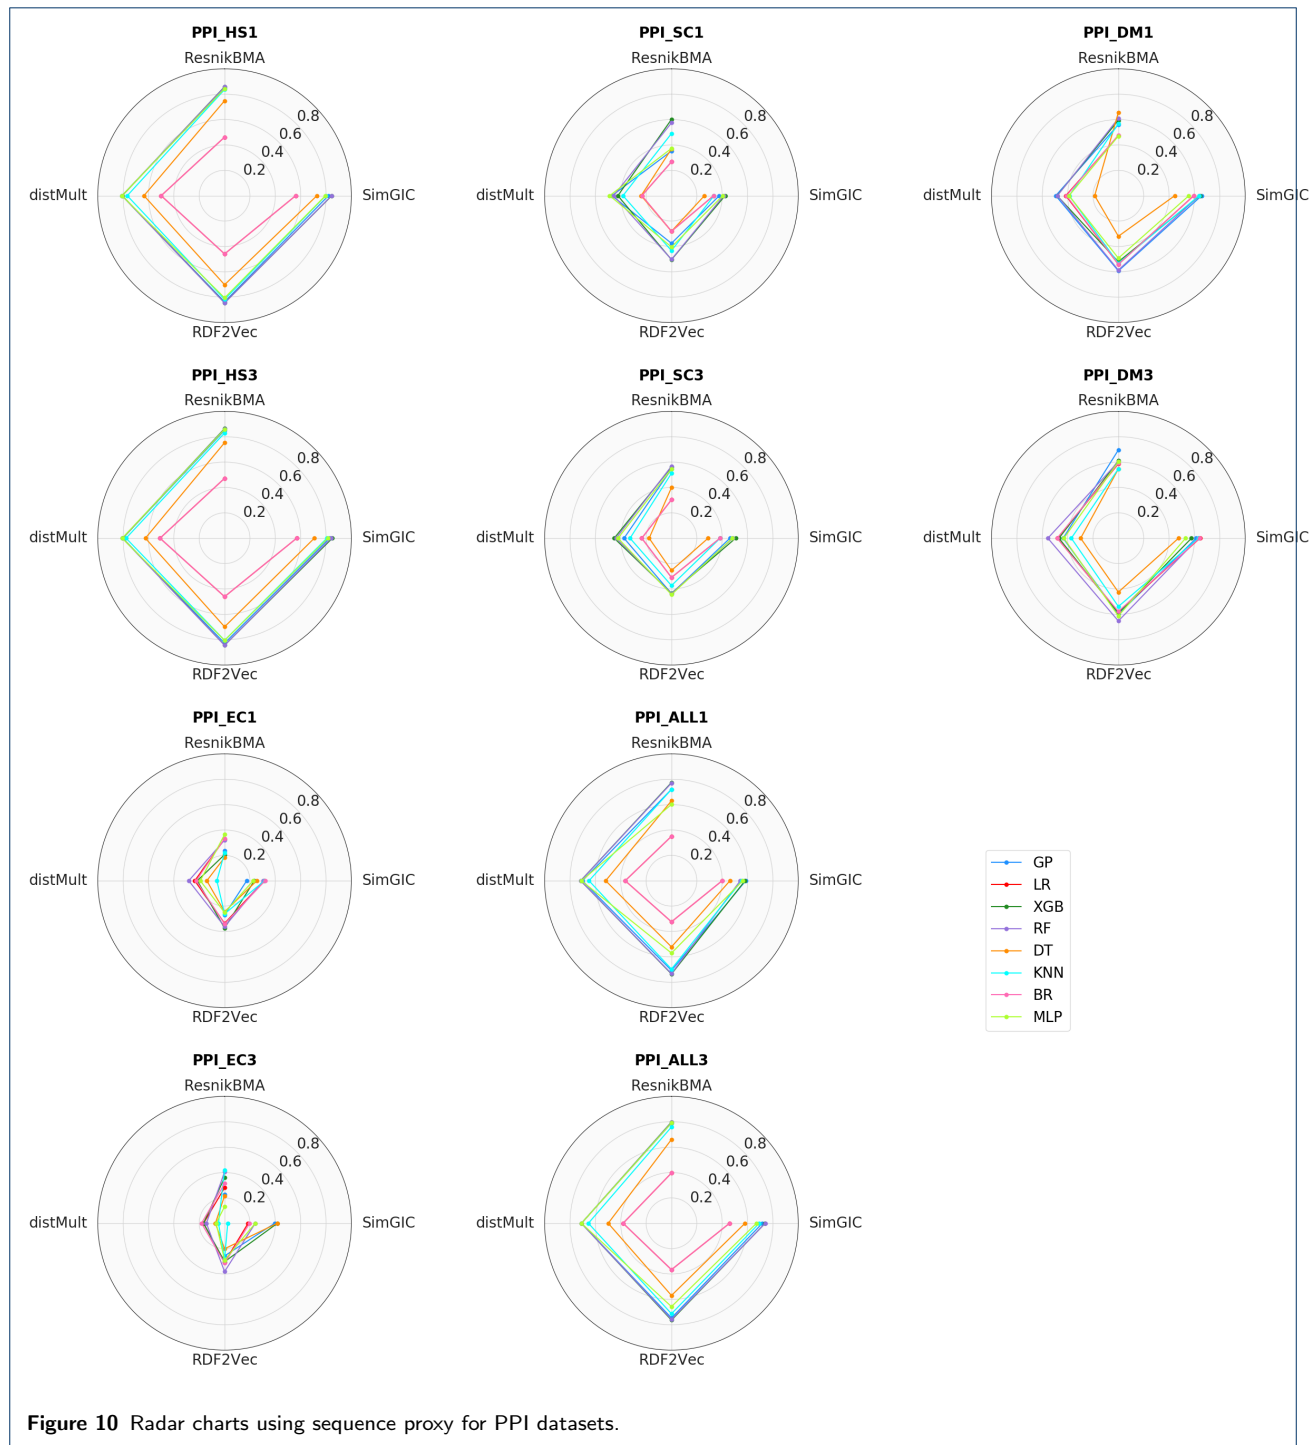 PPI_HS1
ResnikBMA
0.8
0.6
0.4
0.2
distMult
SimGIC
RDF2Vec
PPI_SC1
ResnikBMA
0.8
0.6
0.4
0.2
distMult
SimGIC
RDF2Vec
PPI_DM1
ResnikBMA
0.8
0.6
0.4
0.2
distMult
SimGIC
RDF2Vec
PPI_HS3
ResnikBMA
0.8
0.6
0.4
0.2
distMult
SimGIC
RDF2Vec
PPI_SC3
ResnikBMA
0.8
0.6
0.4
0.2
distMult
SimGIC
RDF2Vec
PPI_DM3
ResnikBMA
0.8
0.6
0.4
0.2
distMult
SimGIC
RDF2Vec
PPI_EC1
ResnikBMA
0.8
0.6
0.4
0.2
distMult
SimGIC
RDF2Vec
PPI_ALL1
ResnikBMA
0.8
0.6
0.4
0.2
distMult
SimGIC
RDF2Vec
GP
LR
XGB
RF
DT
KNN
BR
MLP
PPI_EC3
ResnikBMA
0.8
0.6
0.4
0.2
distMult
SimGIC
RDF2Vec
PPI_ALL3
ResnikBMA
0.8
0.6
0.4
0.2
distMult
SimGIC
RDF2Vec
Figure 10 Radar charts using sequence proxy for PPI datasets.